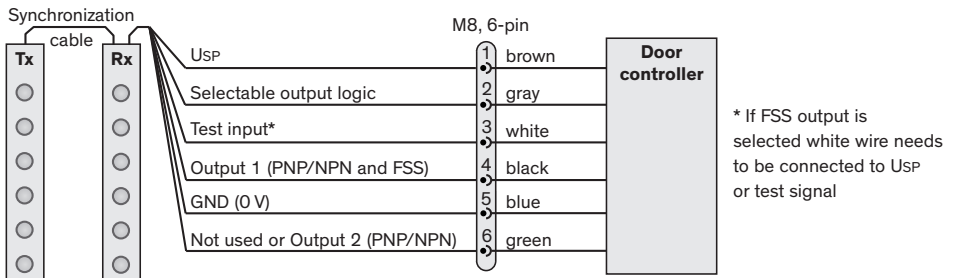 Synchronization
cable
M8, 6-pin
Tx
Rx
USP
1
brown
Door
controller
Selectable output logic
2
gray
Test input*
3
white
Output 1 (PNP/NPN and FSS)
4
black
GND (0 V)
5
blue
Not used or Output 2 (PNP/NPN)
6
green
* If FSS output is
selected white wire needs
to be connected to USP
or test signal